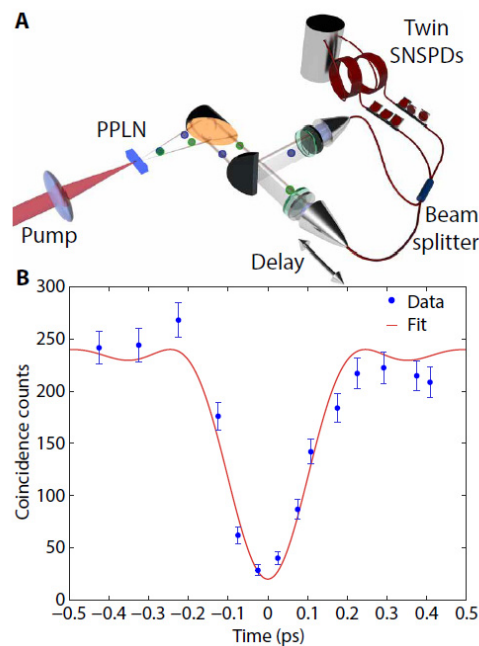 A
Twin
SNSPDs
PPLN
Pump
Beam
splitter
Delay
B
300
250
200
150
100
50
0
Coincidence counts
Data
Fit
−0.5 −0.4 −0.3 −0.2 −0.1 0 0.1 0.2 0.3 0.4 0.5
Time (ps)